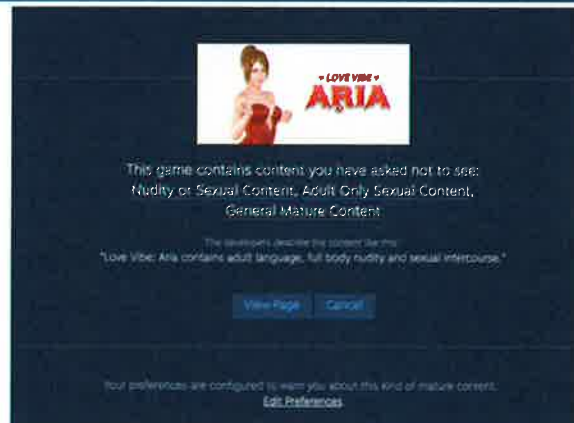 • LOVE VIBE •
ARIA
This game contains content you have asked not to see:
Nudity or Sexual Content, Adult Only Sexual Content,
General Mature Content
The developers describe the content like this:
"Love Vibe: Aria contains adult language, full body nudity and sexual intercourse."
View Page
Cancel
Your preferences are configured to warn you about this kind of mature content.
Edit Preferences